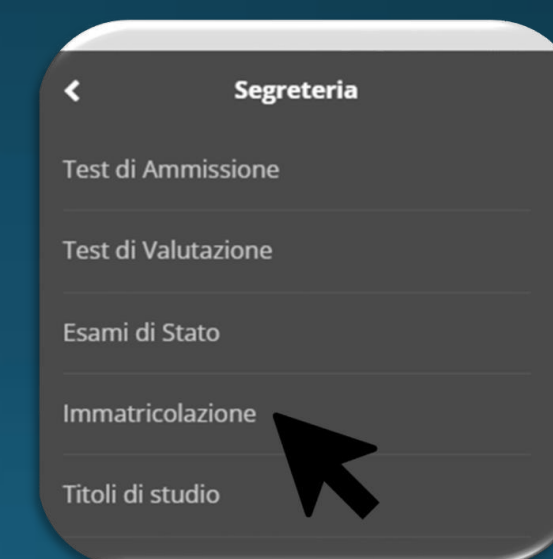 Segreteria
Test di Ammissione
Test di Valutazione
Esami di Stato
Immatricolazione
Titoli di studio